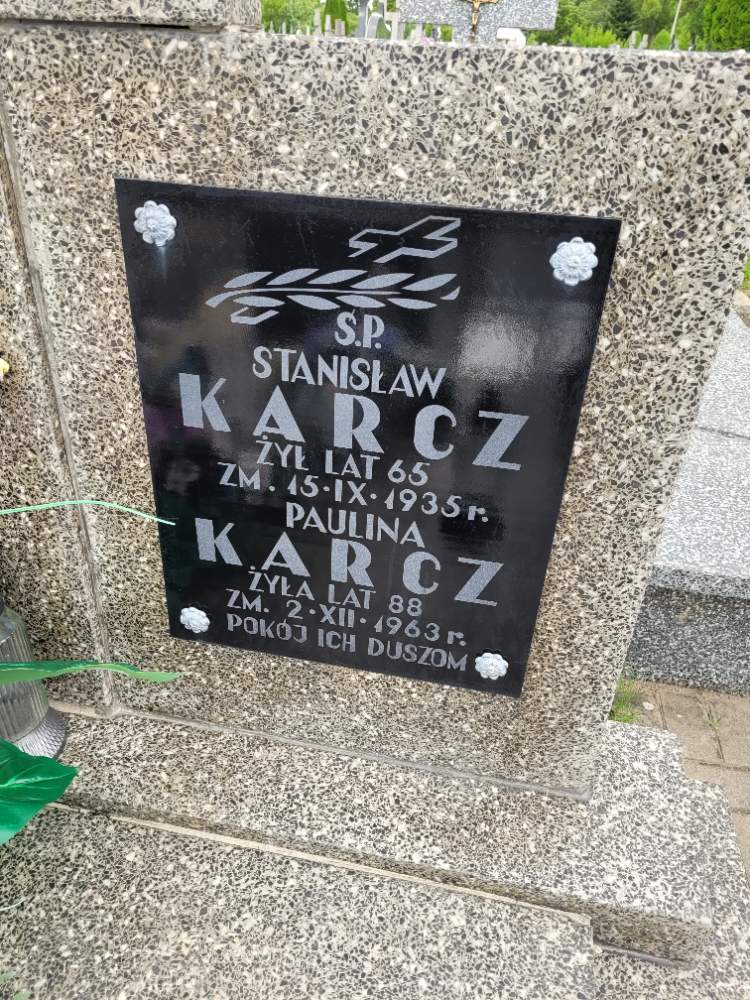 Ś.P.
STANISŁAW
KARCZ
ŻYŁ LAT 65
ZM. 15·IX·1935 r.
PAULINA
KARCZ
ŻYŁA LAT 88
ZM. 2·XII·1963 r.
POKÓJ ICH DUSZOM